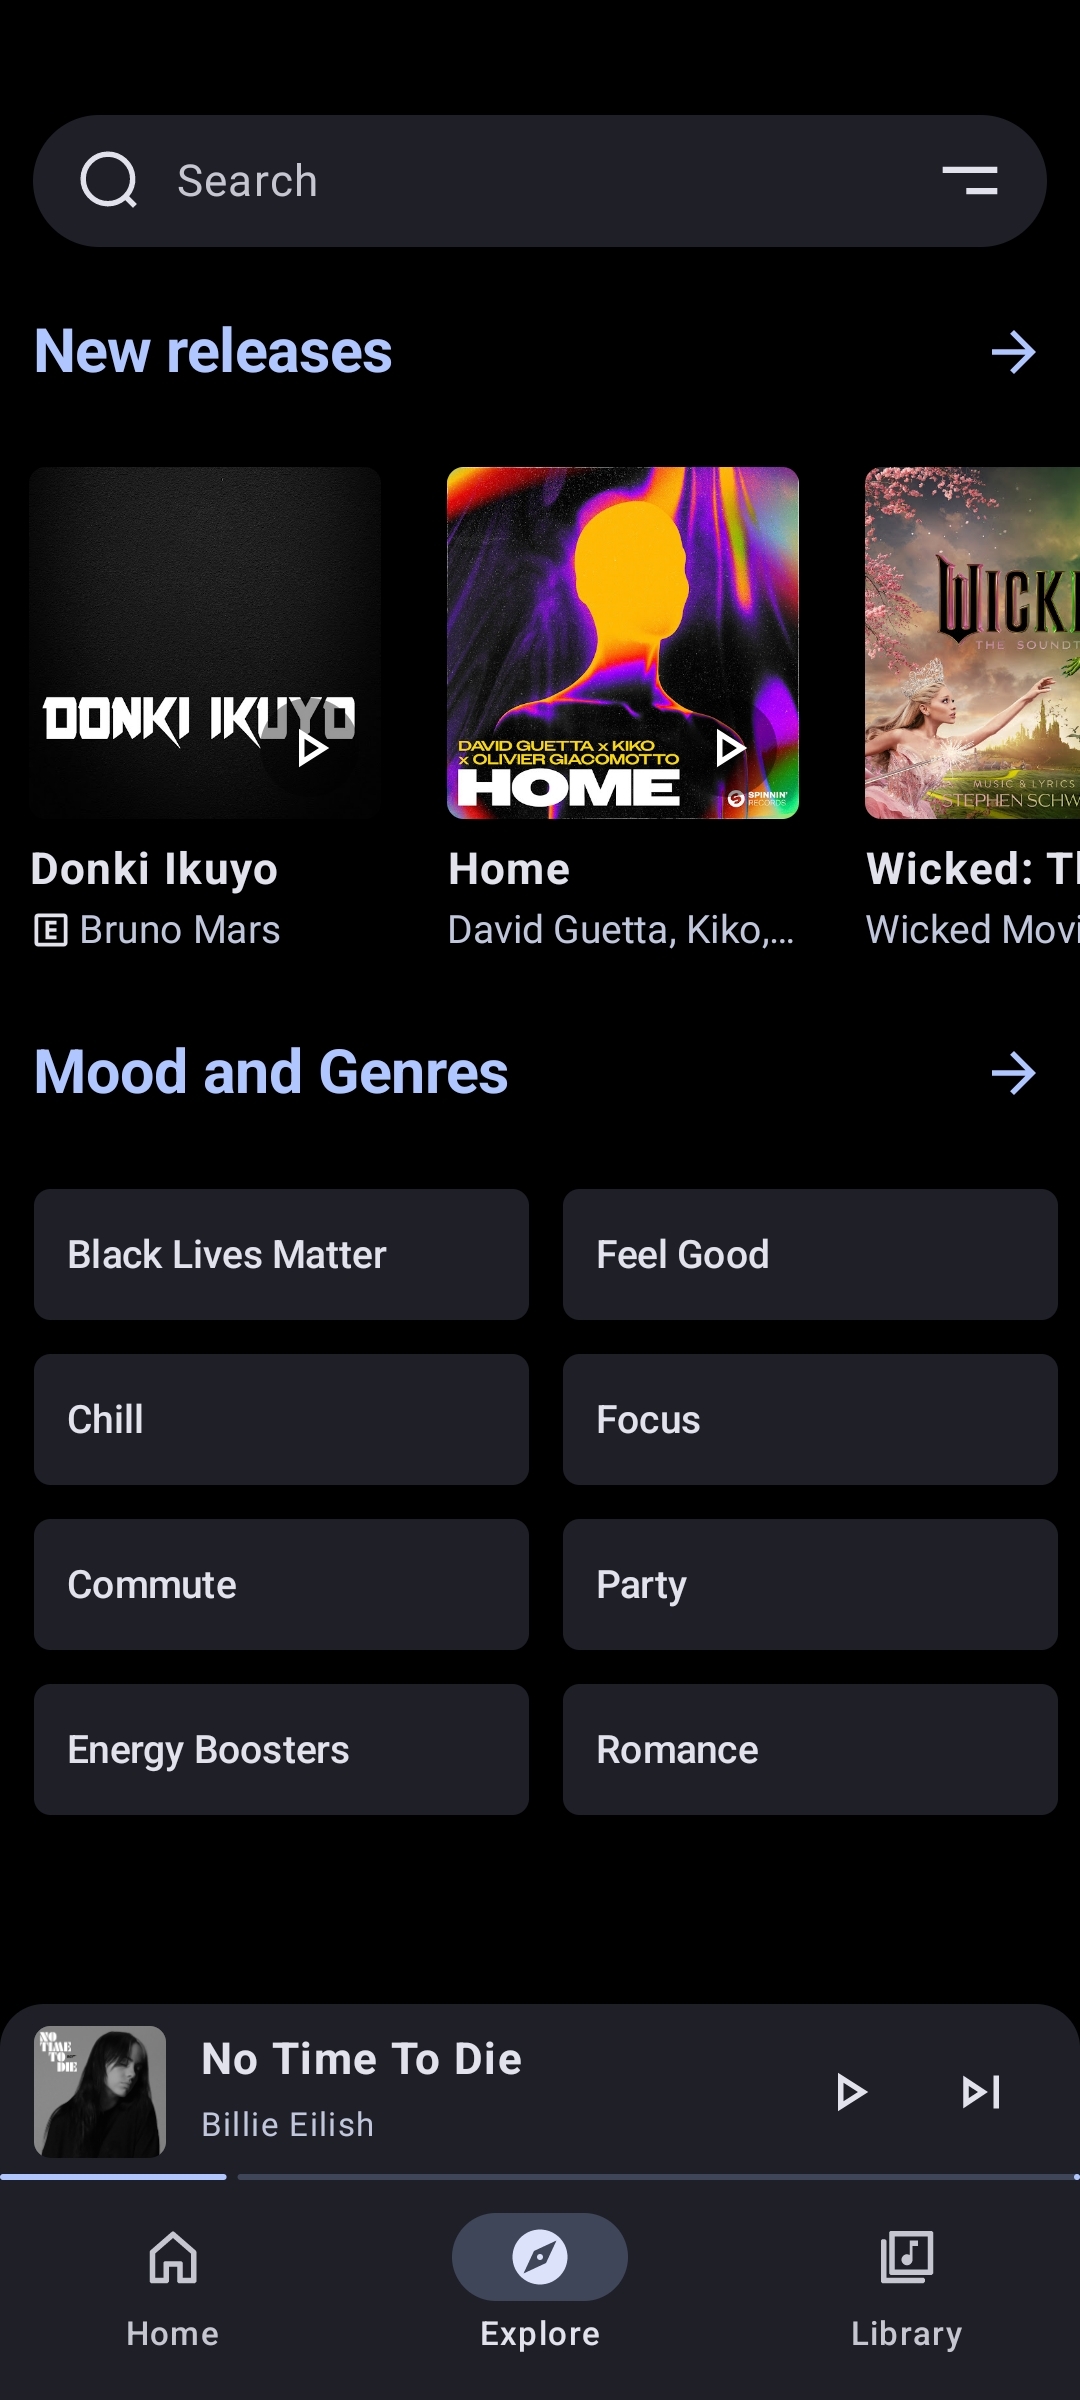 Search
New releases
DONKI IKUYO
DAVID GUETTA x KIKO
x OLIVIER GIACOMOTTO
HOME
SPINNIN'
RECORDS
WICK
THE SOUNDT
MUSIC & LYRICS
STEPHEN SCHW
Donki Ikuyo
Home
Wicked: Th
E Bruno Mars
David Guetta, Kiko,...
Wicked Movi
Mood and Genres
Black Lives Matter
Feel Good
Chill
Focus
Commute
Party
Energy Boosters
Romance
NO
TIME
TO
DIE
No Time To Die
Billie Eilish
Home
Explore
Library